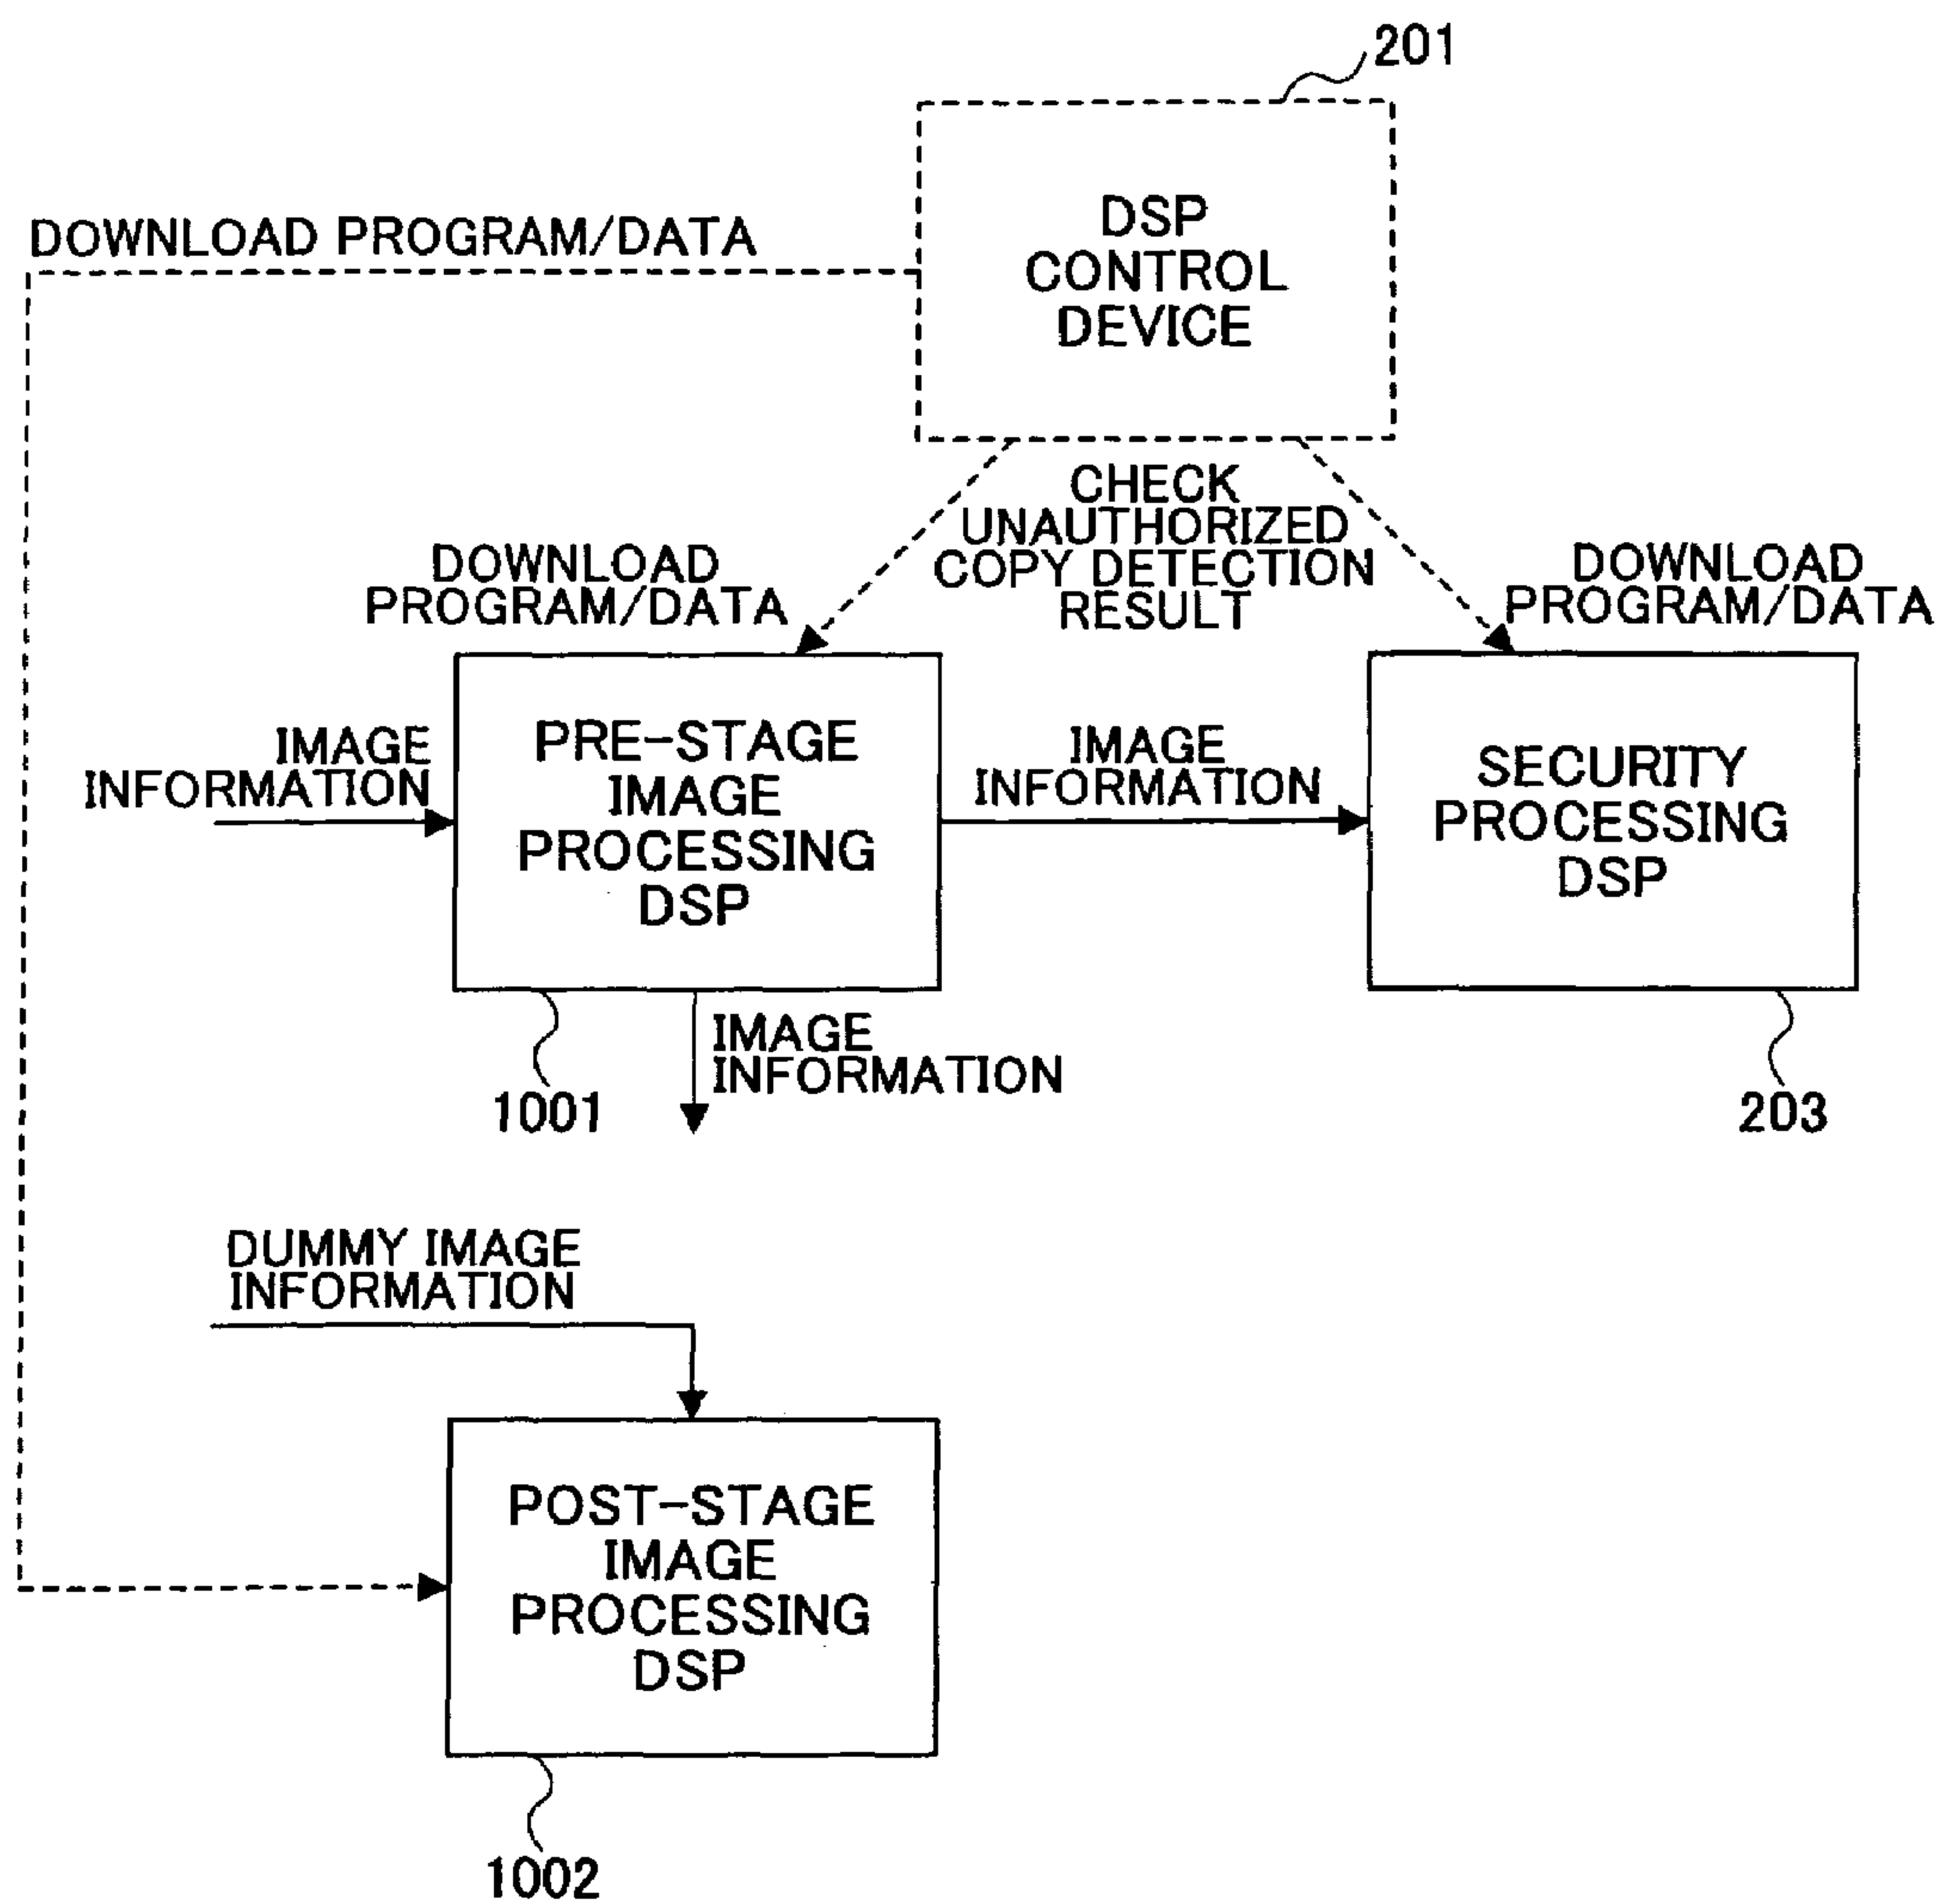 201
DSP
CONTROL
DEVICE
DOWNLOAD PROGRAM/DATA
CHECK
UNAUTHORIZED
COPY DETECTION
RESULT
DOWNLOAD
PROGRAM/DATA
DOWNLOAD
PROGRAM/DATA
IMAGE
INFORMATION
PRE-STAGE
IMAGE
PROCESSING
DSP
IMAGE
INFORMATION
SECURITY
PROCESSING
DSP
IMAGE
INFORMATION
1001
203
DUMMY IMAGE
INFORMATION
POST-STAGE
IMAGE
PROCESSING
DSP
1002